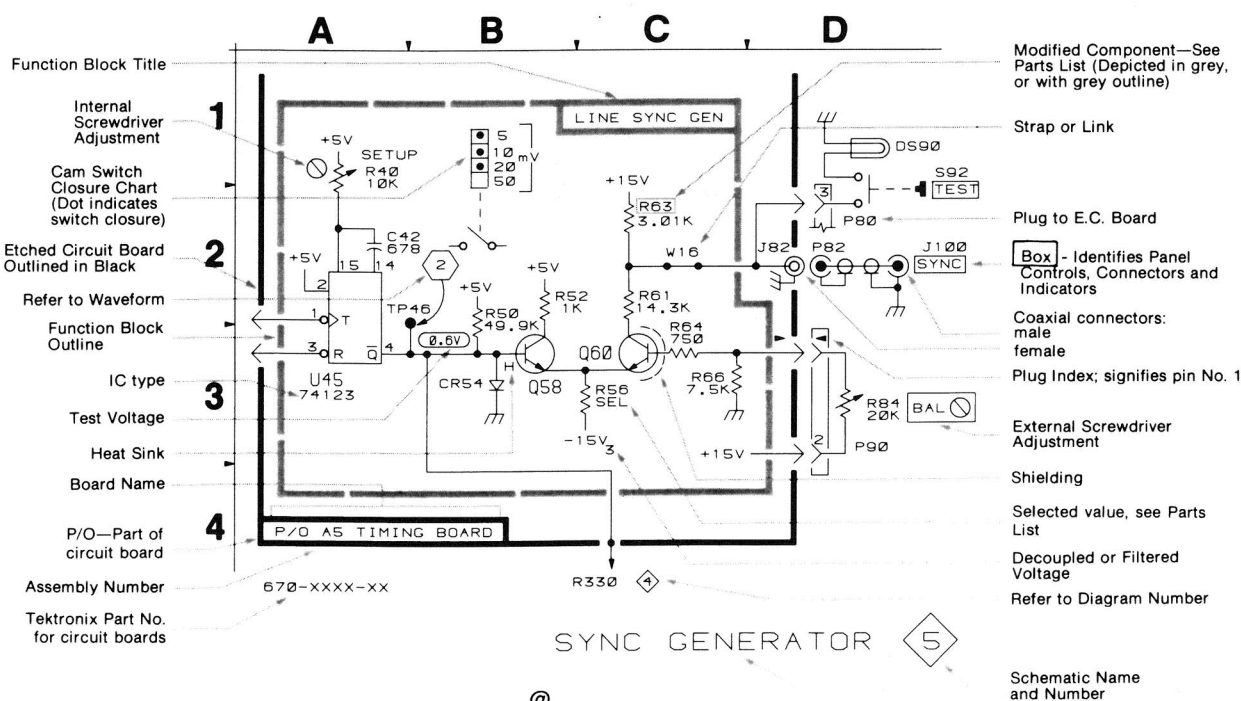 A B C D
1
2
3
4
Function Block Title
Internal
Screwdriver
Adjustment
Cam Switch
Closure Chart
(Dot indicates
switch closure)
Etched Circuit Board
Outlined in Black
Refer to Waveform
Function Block
Outline
IC type
Test Voltage
Heat Sink
Board Name
P/O—Part of
circuit board
Assembly Number
Tektronix Part No.
for circuit boards
LINE SYNC GEN
+5V
SETUP
R40
10K
5
10
20
50
mV
C42
678
+5V
15 14
2
1
T
3
R
Q̅
4
U45
74123
2
TP46
0.6V
+5V
R50
49.9K
CR54
H
+5V
R52
1K
Q58
+15V
R63
3.01K
W16
R61
14.3K
Q60
R64
750
R56
SEL
-15V
3
R66
7.5K
+15V
DS90
S92
TEST
3
P80
J82 P82
J100
SYNC
R84
20K
BAL
2
P90
P/O A5 TIMING BOARD
670-XXXX-XX
R330 4
SYNC GENERATOR 5
@
Modified Component—See
Parts List (Depicted in grey,
or with grey outline)
Strap or Link
Plug to E.C. Board
Box - Identifies Panel
Controls, Connectors and
Indicators
Coaxial connectors:
male
female
Plug Index; signifies pin No. 1
External Screwdriver
Adjustment
Shielding
Selected value, see Parts
List
Decoupled or Filtered
Voltage
Refer to Diagram Number
Schematic Name
and Number